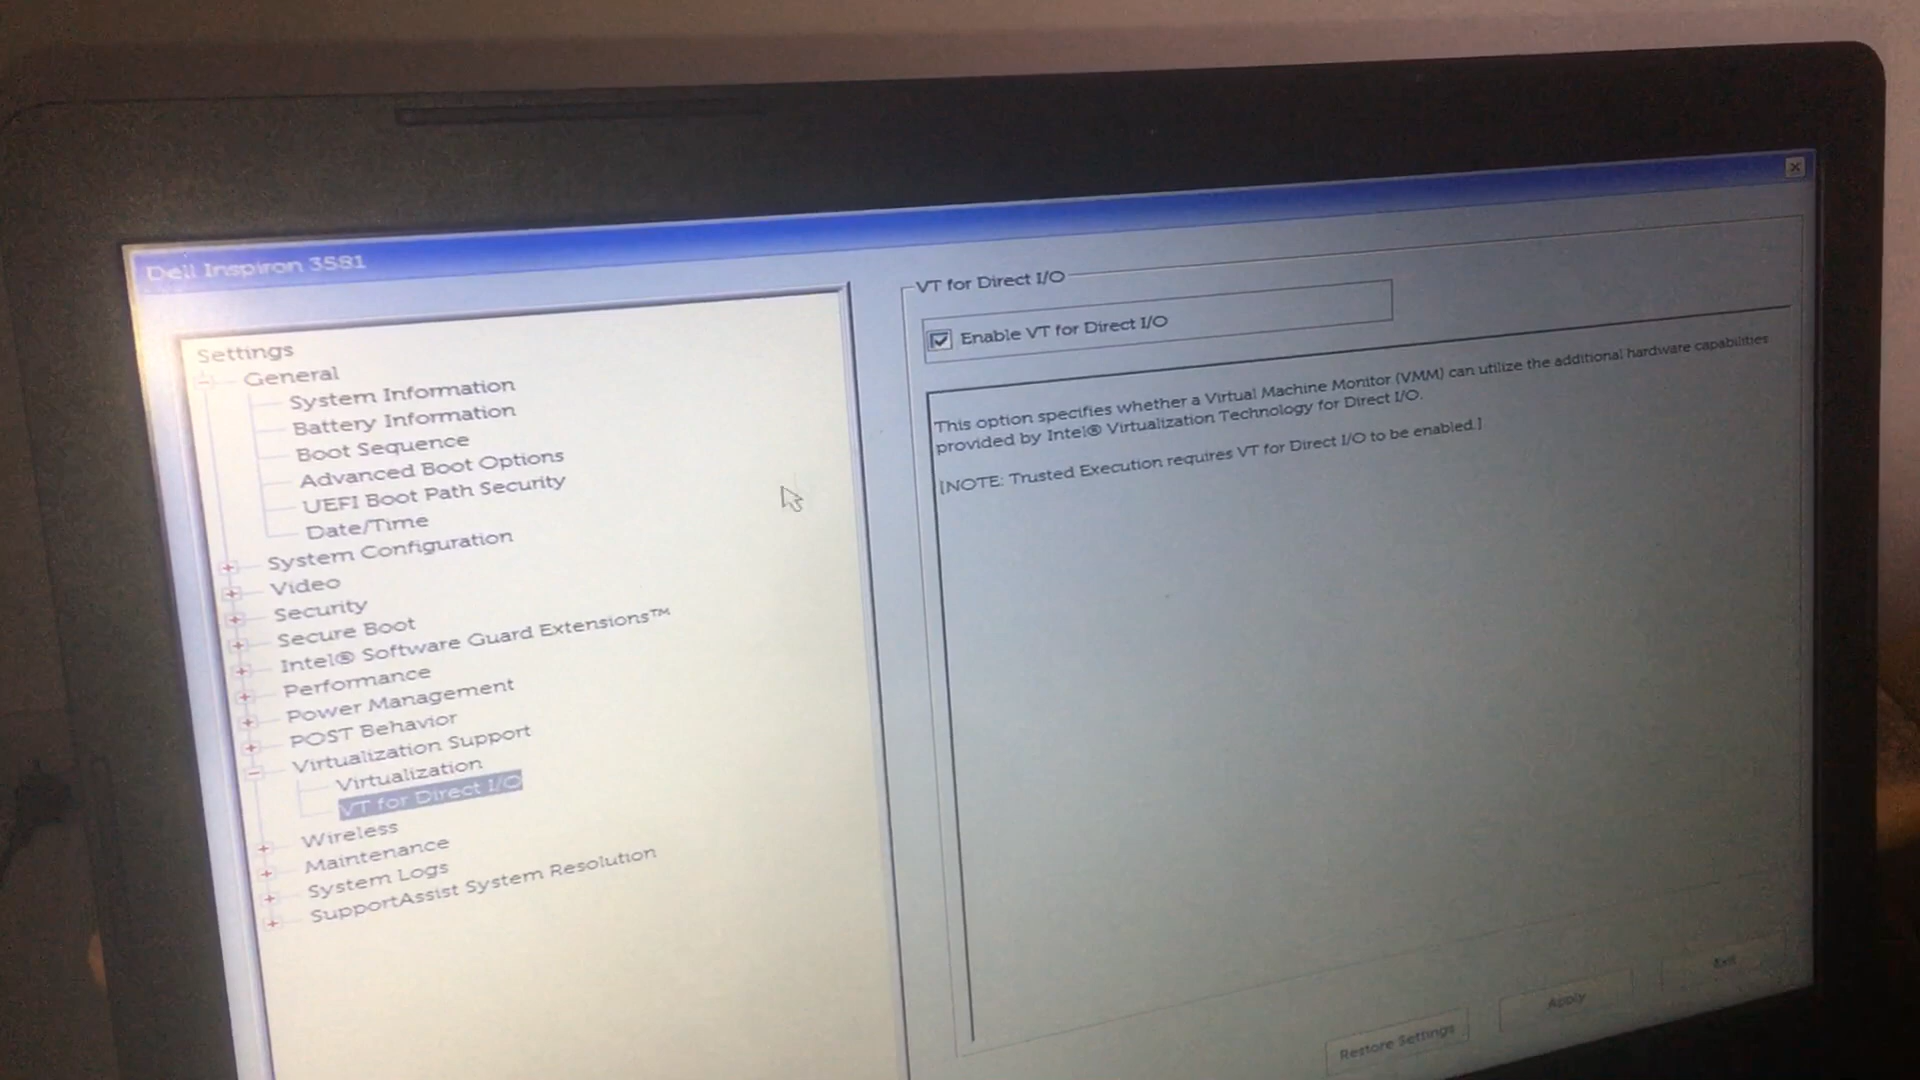 Dell Inspiron 3581
Settings
General
System Information
Battery Information
Boot Sequence
Advanced Boot Options
UEFI Boot Path Security
Date/Time
System Configuration
Video
Security
Secure Boot
Intel® Software Guard Extensions™
Performance
Power Management
POST Behavior
Virtualization Support
Virtualization
VT for Direct I/O
Wireless
Maintenance
System Logs
SupportAssist System Resolution
VT for Direct I/O
Enable VT for Direct I/O
This option specifies whether a Virtual Machine Monitor (VMM) can utilize the additional hardware capabilities
provided by Intel® Virtualization Technology for Direct I/O.
[NOTE: Trusted Execution requires VT for Direct I/O to be enabled.]
Restore Settings
Apply
Exit